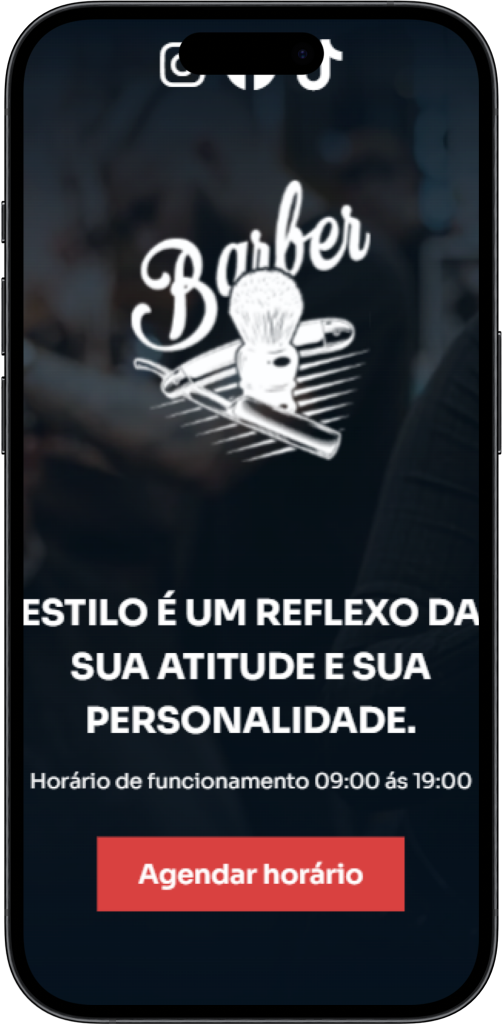 Barber
ESTILO É UM REFLEXO DA
SUA ATITUDE E SUA
PERSONALIDADE.
Horário de funcionamento 09:00 ás 19:00
Agendar horário